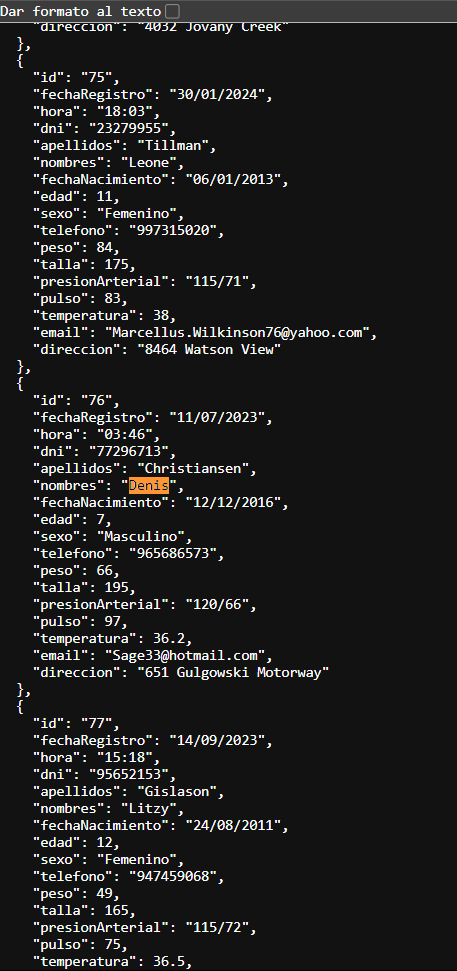 Dar formato al texto
"direccion": "4032 Jovany Creek"
},
{
"id": "75",
"fechaRegistro": "30/01/2024",
"hora": "18:03",
"dni": "23279955",
"apellidos": "Tillman",
"nombres": "Leone",
"fechaNacimiento": "06/01/2013",
"edad": 11,
"sexo": "Femenino",
"telefono": "997315020",
"peso": 84,
"talla": 175,
"presionArterial": "115/71",
"pulso": 83,
"temperatura": 38,
"email": "Marcellus.Wilkinson76@yahoo.com",
"direccion": "8464 Watson View"
},
{
"id": "76",
"fechaRegistro": "11/07/2023",
"hora": "03:46",
"dni": "77296713",
"apellidos": "Christiansen",
"nombres": "Denis",
"fechaNacimiento": "12/12/2016",
"edad": 7,
"sexo": "Masculino",
"telefono": "965686573",
"peso": 66,
"talla": 195,
"presionArterial": "120/66",
"pulso": 97,
"temperatura": 36.2,
"email": "Sage33@hotmail.com",
"direccion": "651 Gulgowski Motorway"
},
{
"id": "77",
"fechaRegistro": "14/09/2023",
"hora": "15:18",
"dni": "95652153",
"apellidos": "Gislason",
"nombres": "Litzy",
"fechaNacimiento": "24/08/2011",
"edad": 12,
"sexo": "Femenino",
"telefono": "947459068",
"peso": 49,
"talla": 165,
"presionArterial": "115/72",
"pulso": 75,
"temperatura": 36.5,